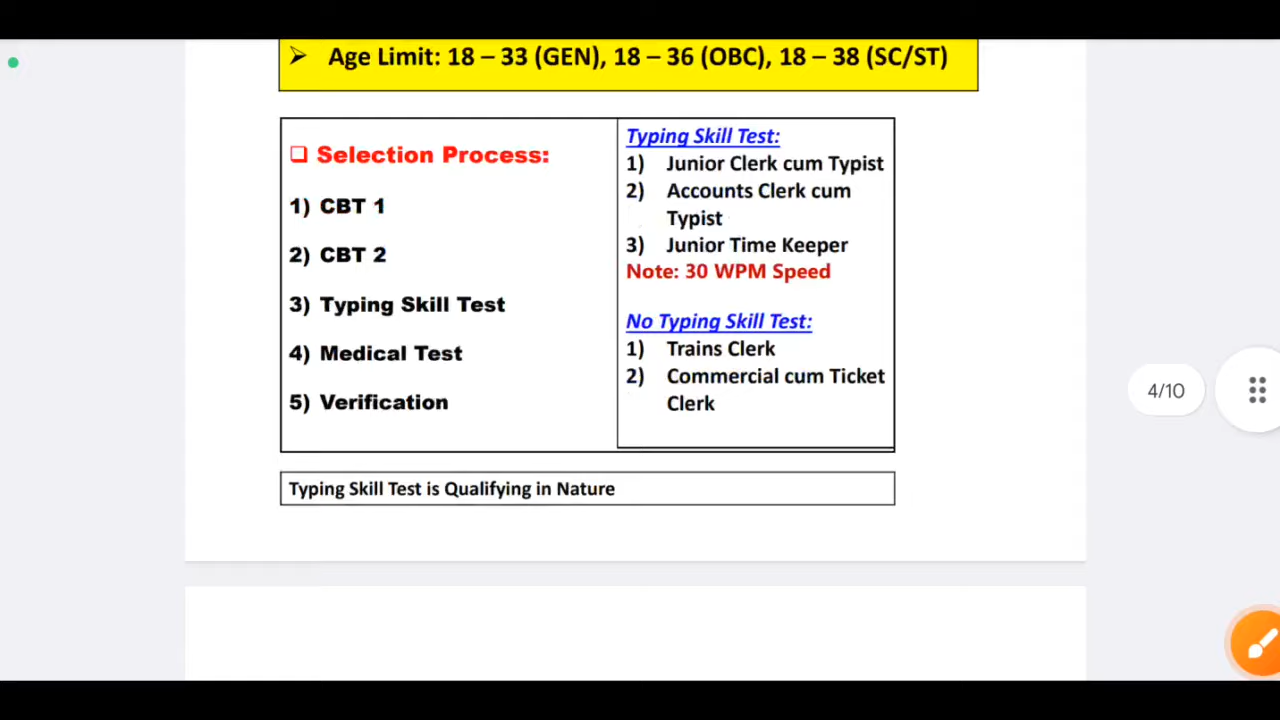 ➢ Age Limit: 18 – 33 (GEN), 18 – 36 (OBC), 18 – 38 (SC/ST)
❑ Selection Process:
1) CBT 1
2) CBT 2
3) Typing Skill Test
4) Medical Test
5) Verification
Typing Skill Test:
1) Junior Clerk cum Typist
2) Accounts Clerk cum
Typist
3) Junior Time Keeper
Note: 30 WPM Speed
No Typing Skill Test:
1) Trains Clerk
2) Commercial cum Ticket
Clerk
Typing Skill Test is Qualifying in Nature
4/10